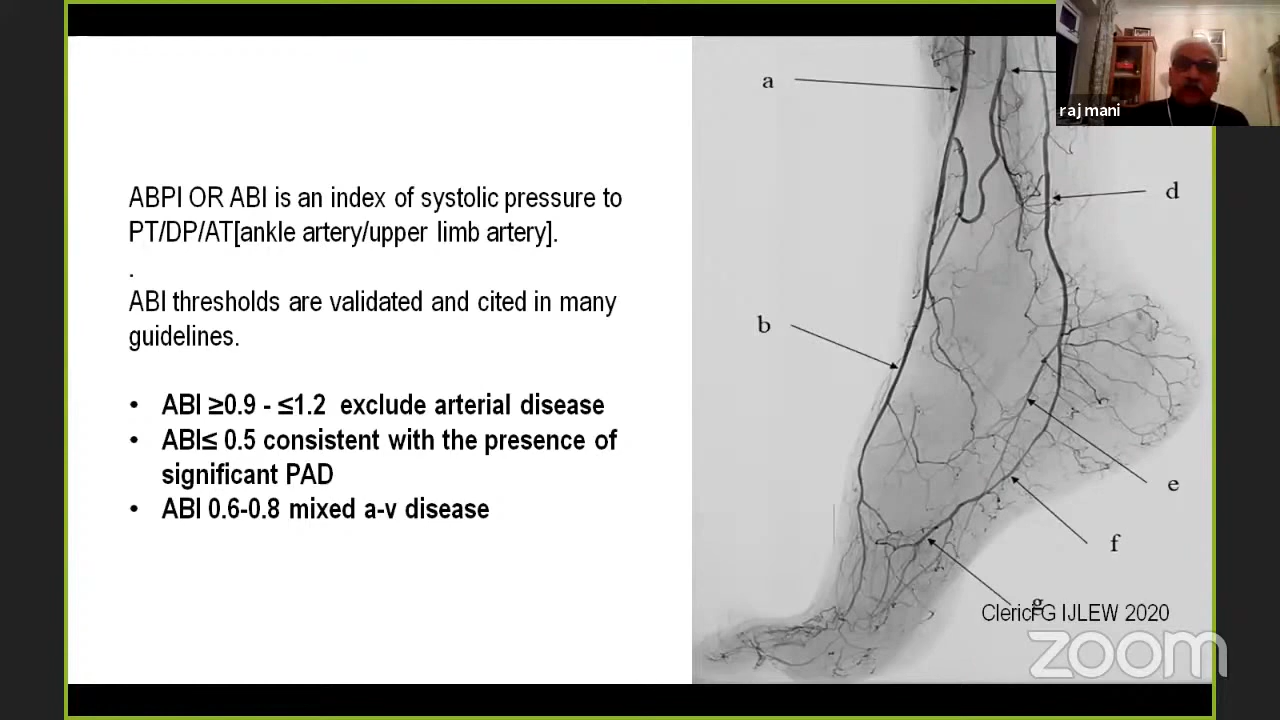 a
raj mani
ABPI OR ABI is an index of systolic pressure to
PT/DP/AT[ankle artery/upper limb artery].
.
ABI thresholds are validated and cited in many
guidelines.
• ABI ≥0.9 - ≤1.2 exclude arterial disease
• ABI≤ 0.5 consistent with the presence of
significant PAD
• ABI 0.6-0.8 mixed a-v disease
d
b
e
f
g
Clerici G IJLEW 2020
zoom